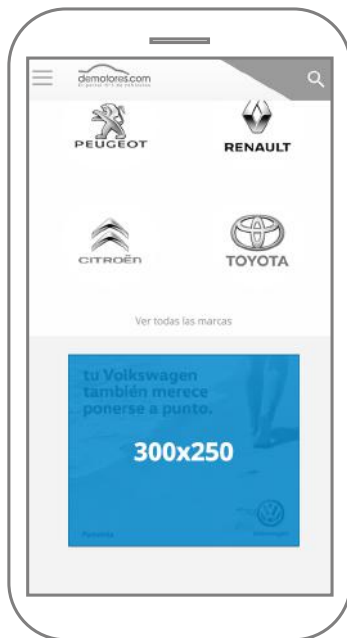 demotores.com
PEUGEOT
RENAULT
CITROËN
TOYOTA
Ver todas las marcas
tu Volkswagen
también merece
ponerse a punto.
300x250